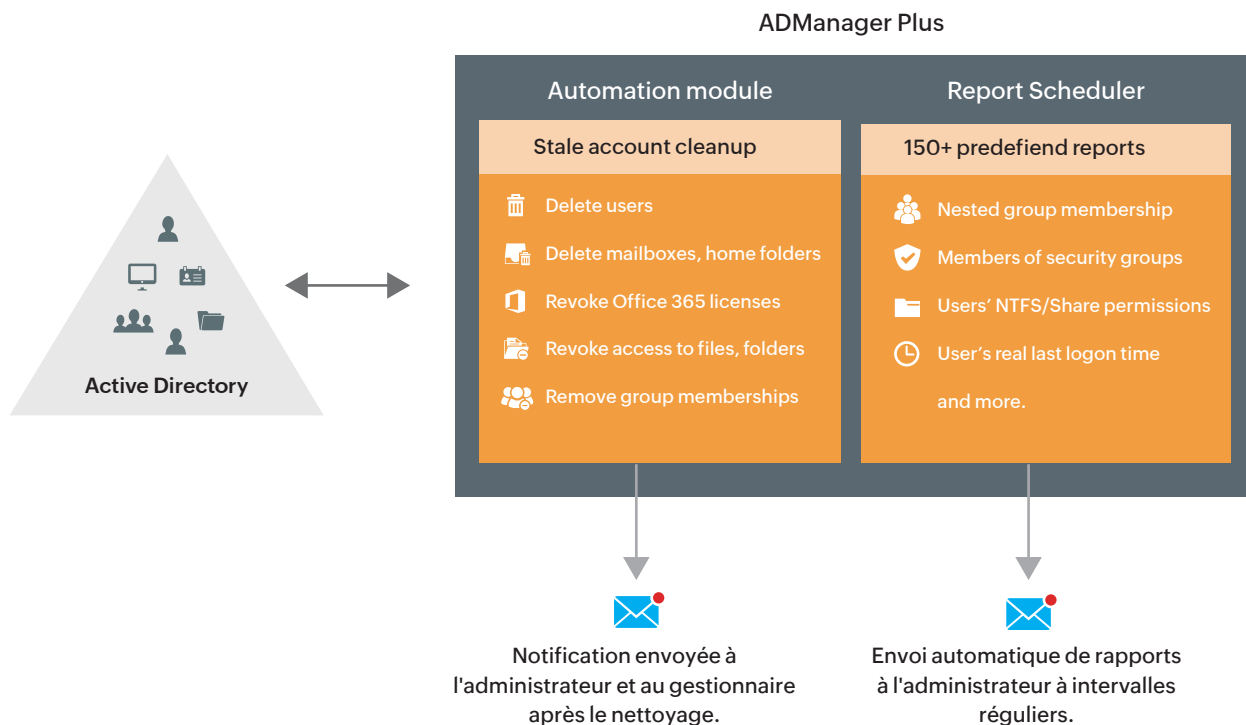 ADManager Plus
Automation module
Stale account cleanup
Delete users
Delete mailboxes, home folders
Revoke Office 365 licenses
Revoke access to files, folders
Remove group memberships
Report Scheduler
150+ predefiend reports
Nested group membership
Members of security groups
Users’ NTFS/Share permissions
User’s real last logon time
and more.
Active Directory
Notification envoyée à
l'administrateur et au gestionnaire
après le nettoyage.
Envoi automatique de rapports
à l'administrateur à intervalles
réguliers.